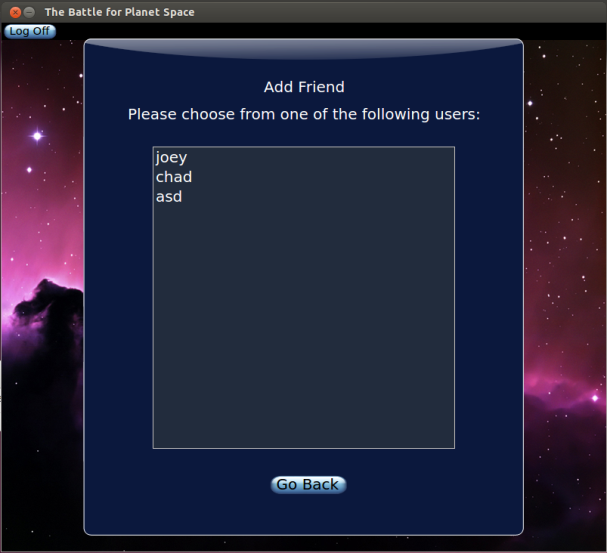 The Battle for Planet Space
Log Off
Add Friend
Please choose from one of the following users:
joey
chad
asd
Go Back